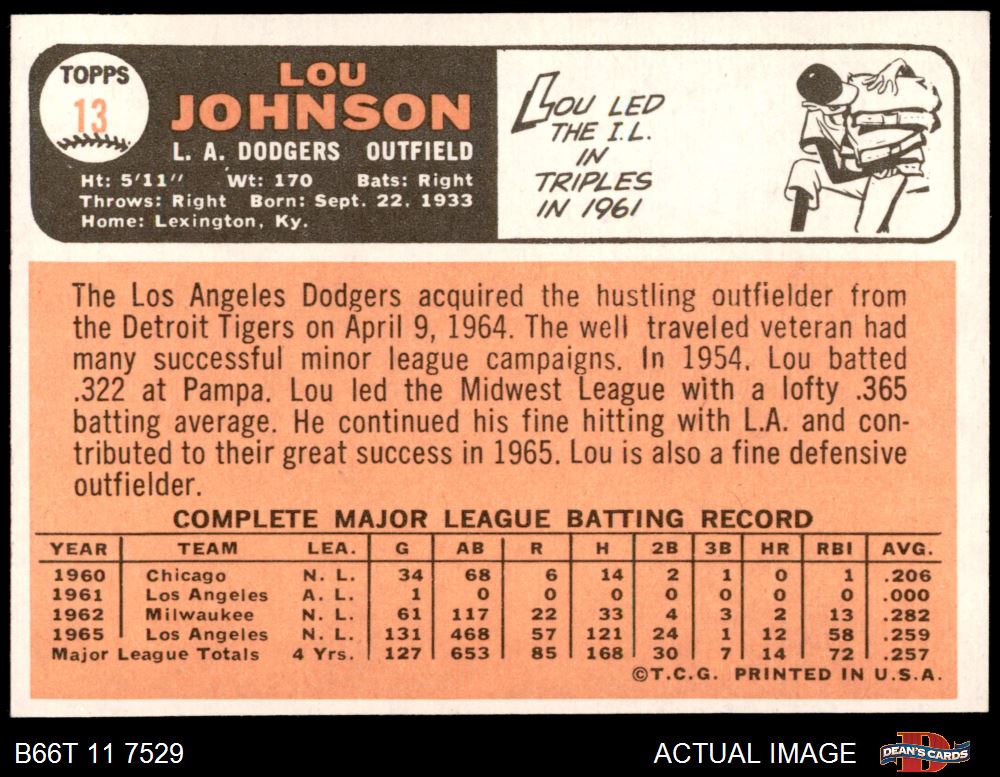 TOPPS
13
LOU
JOHNSON
L. A. DODGERS OUTFIELD
Ht: 5'11" Wt: 170 Bats: Right
Throws: Right Born: Sept. 22, 1933
Home: Lexington, Ky.
LOU LED
THE I.L.
IN
TRIPLES
IN 1961
The Los Angeles Dodgers acquired the hustling outfielder from
the Detroit Tigers on April 9, 1964. The well traveled veteran had
many successful minor league campaigns. In 1954, Lou batted
.322 at Pampa. Lou led the Midwest League with a lofty .365
batting average. He continued his fine hitting with L.A. and con-
tributed to their great success in 1965. Lou is also a fine defensive
outfielder.
COMPLETE MAJOR LEAGUE BATTING RECORD
YEAR TEAM LEA. G AB R H 2B 3B HR RBI AVG.
1960 Chicago N. L. 34 68 6 14 2 1 0 1 .206
1961 Los Angeles A. L. 1 0 0 0 0 0 0 0 .000
1962 Milwaukee N. L. 61 117 22 33 4 3 2 13 .282
1965 Los Angeles N. L. 131 468 57 121 24 1 12 58 .259
Major League Totals 4 Yrs. 127 653 85 168 30 7 14 72 .257
©T.C.G. PRINTED IN U.S.A.
B66T 11 7529
ACTUAL IMAGE
DEAN'S CARDS